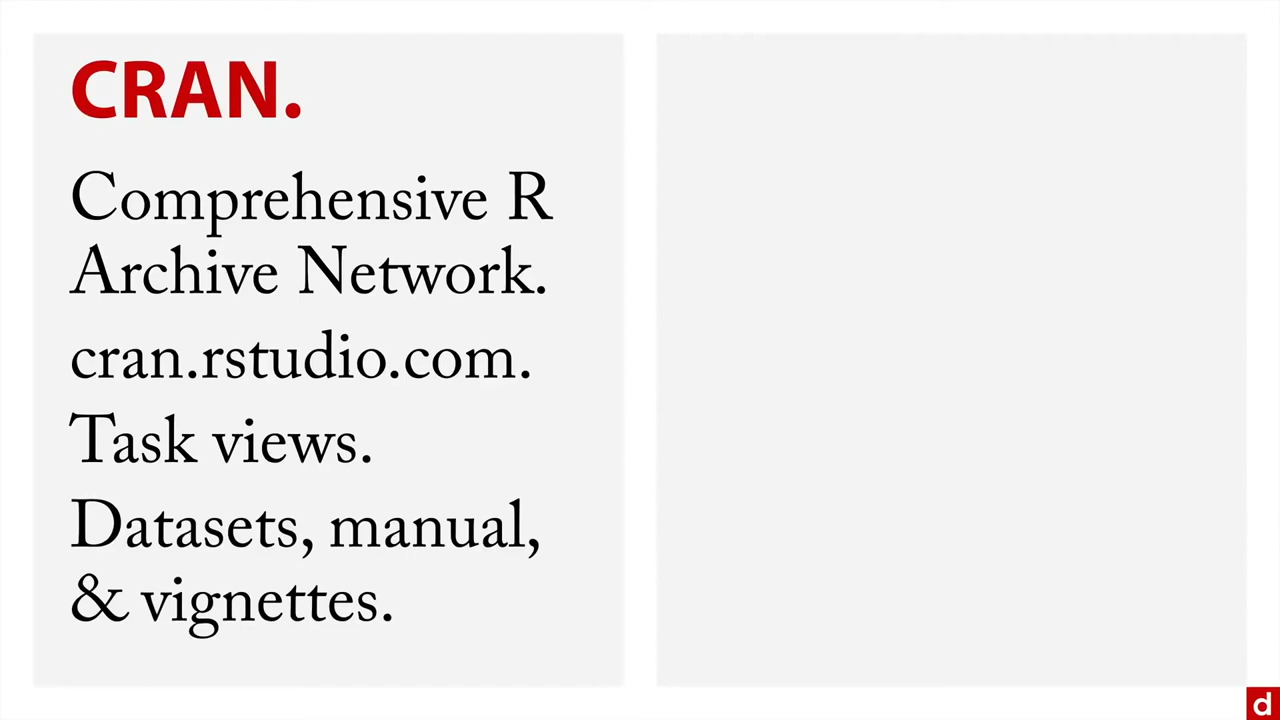 CRAN.
Comprehensive R
Archive Network.
cran.rstudio.com.
Task views.
Datasets, manual,
& vignettes.
d